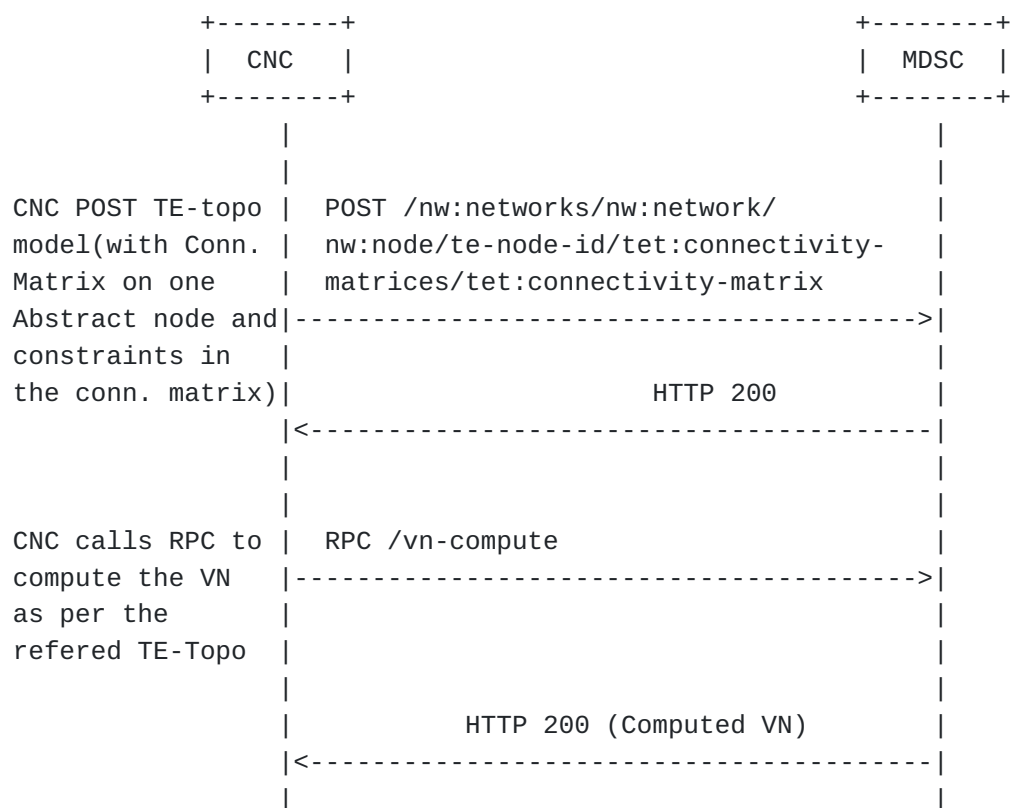 +--------+                                +--------+
|  CNC   |                                |  MDSC  |
+--------+                                +--------+
|                                          |
|                                          |
CNC POST TE-topo |  POST /nw:networks/nw:network/           |
model(with Conn. |  nw:node/te-node-id/tet:connectivity-    |
Matrix on one    |  matrices/tet:connectivity-matrix        |
Abstract node and|---------------------------------------->|
constraints in   |                                          |
the conn. matrix)|                       HTTP 200           |
|<----------------------------------------|
|                                          |
|                                          |
CNC calls RPC to |  RPC /vn-compute                         |
compute the VN   |---------------------------------------->|
as per the       |                                          |
refered TE-Topo  |                                          |
|                                          |
|           HTTP 200 (Computed VN)         |
|<----------------------------------------|
|                                          |